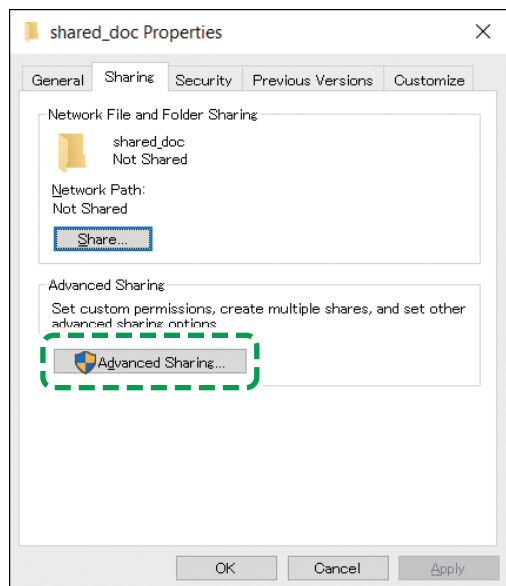 shared_doc Properties
General Sharing Security Previous Versions Customize
Network File and Folder Sharing
shared_doc
Not Shared
Network Path:
Not Shared
Share...
Advanced Sharing
Set custom permissions, create multiple shares, and set other
advanced sharing options.
Advanced Sharing...
OK Cancel Apply